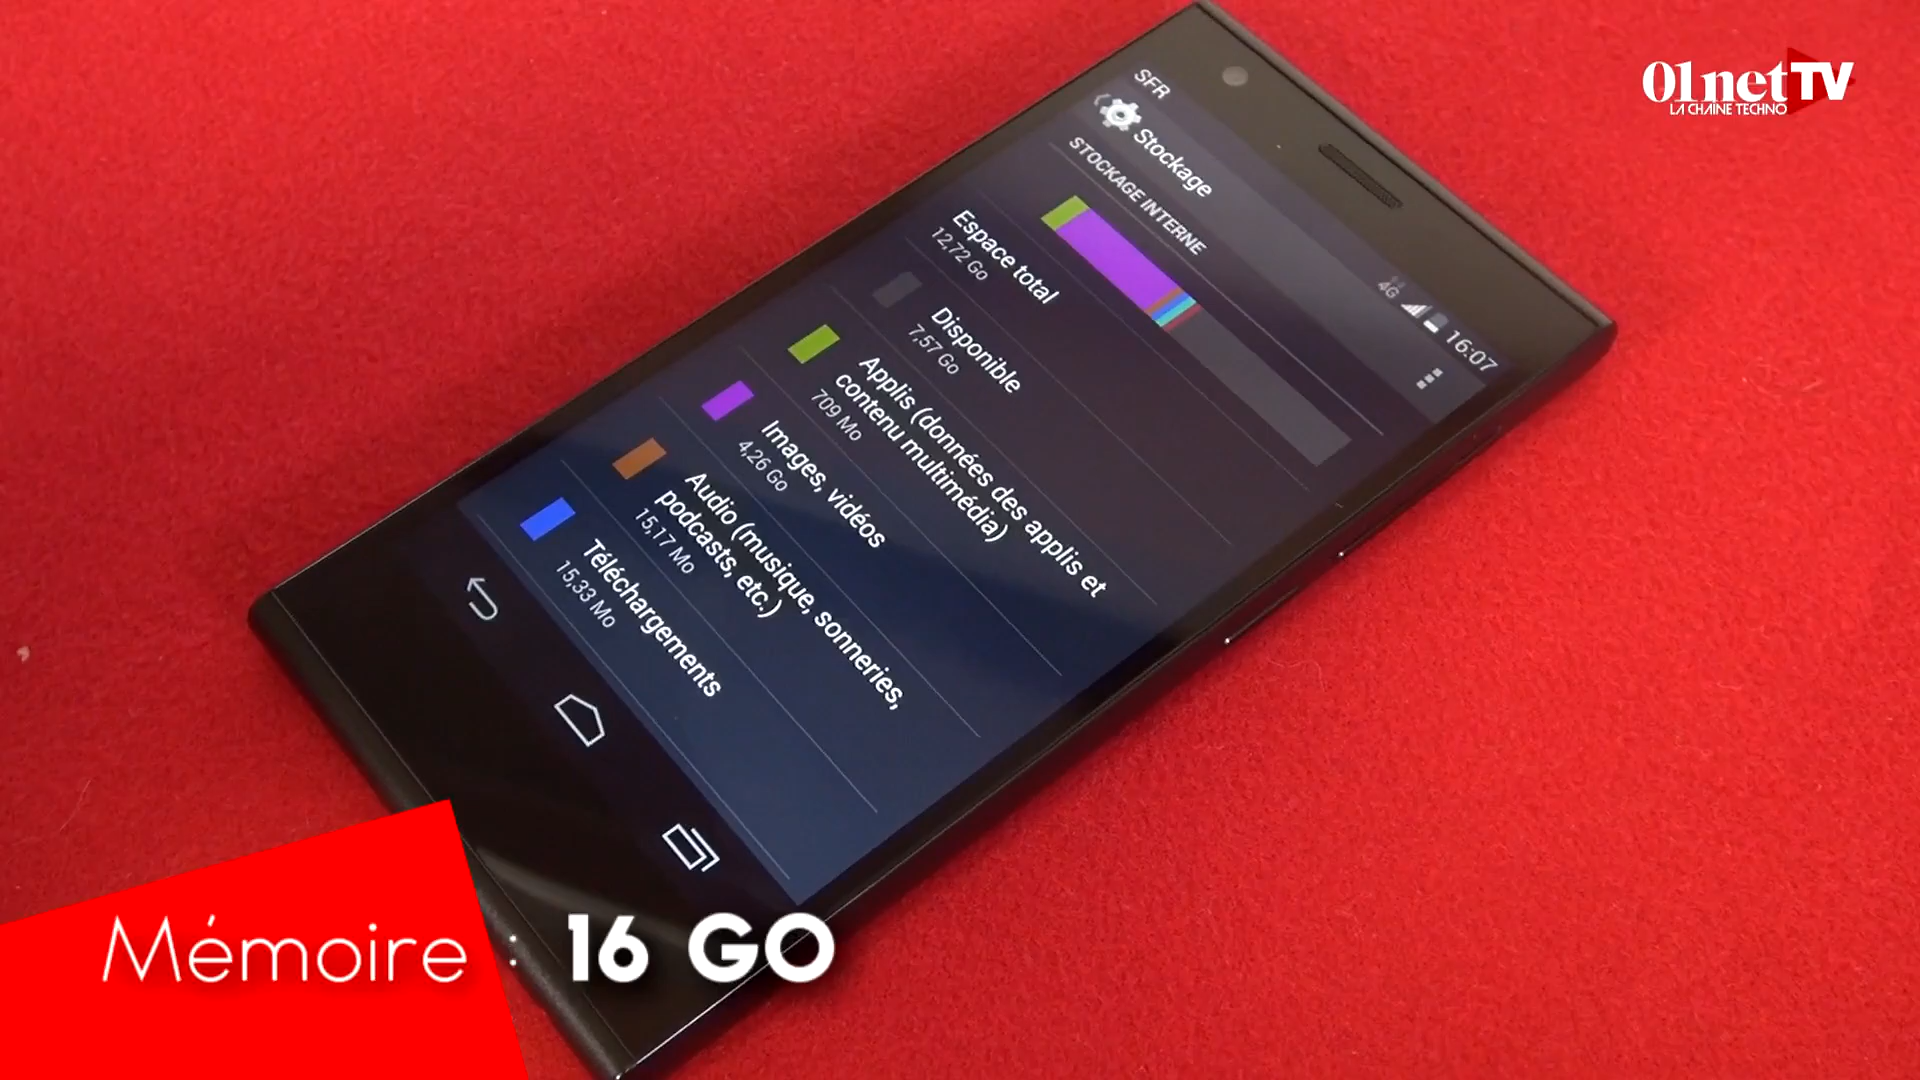 01netTV
LA CHAINE TECHNO
SFR
4G
16:07
Stockage
STOCKAGE INTERNE
Espace total
12,72 Go
Disponible
7,57 Go
Applis (données des applis et
contenu multimédia)
709 Mo
Images, vidéos
4,26 Go
Audio (musique, sonneries,
podcasts, etc.)
15,17 Mo
Téléchargements
15,33 Mo
Mémoire : 16 GO